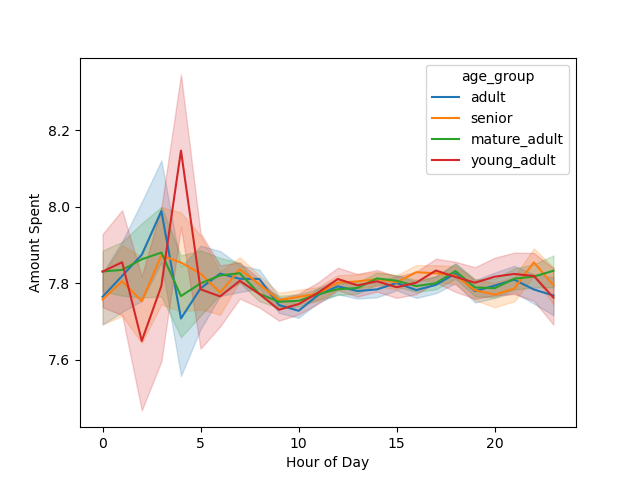 age_group
adult
senior
mature_adult
young_adult
8.2
8.0
7.8
7.6
Amount Spent
0 5 10 15 20
Hour of Day